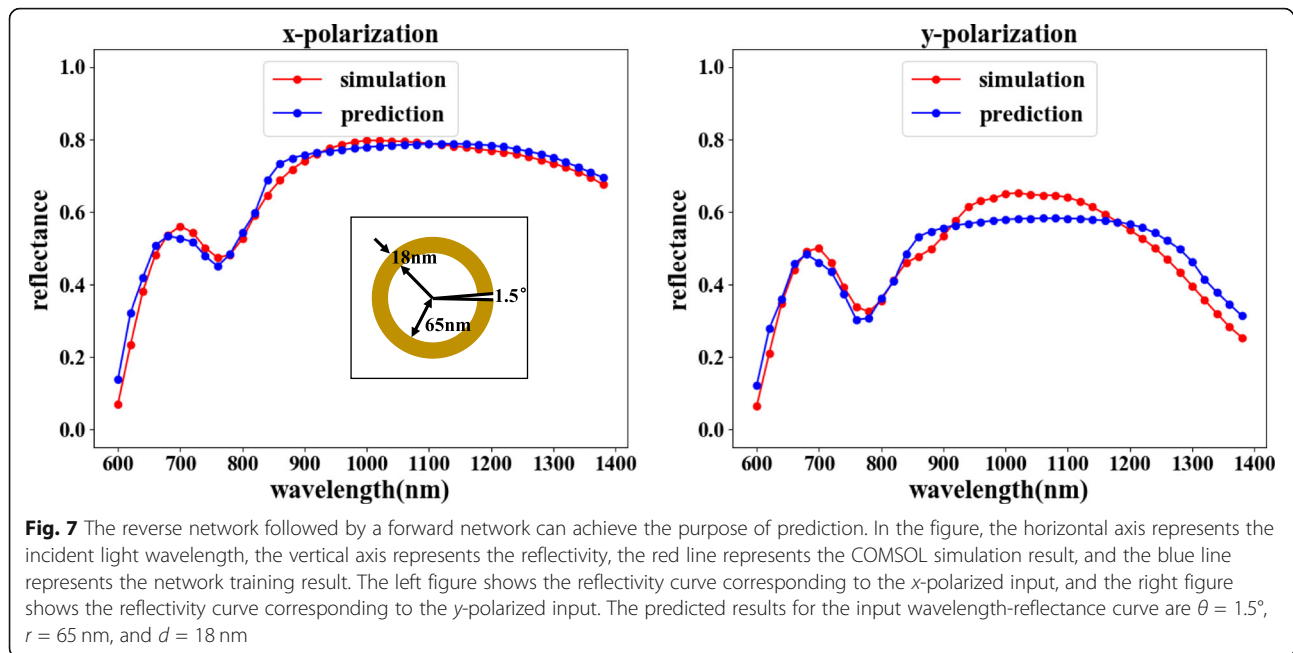 x-polarization
simulation
prediction
1.0
0.8
0.6
0.4
0.2
0.0
reflectance
18nm
1.5°
65nm
600 700 800 900 1000 1100 1200 1300 1400
wavelength(nm)
y-polarization
simulation
prediction
1.0
0.8
0.6
0.4
0.2
0.0
reflectance
600 700 800 900 1000 1100 1200 1300 1400
wavelength(nm)
Fig. 7 The reverse network followed by a forward network can achieve the purpose of prediction. In the figure, the horizontal axis represents the
incident light wavelength, the vertical axis represents the reflectivity, the red line represents the COMSOL simulation result, and the blue line
represents the network training result. The left figure shows the reflectivity curve corresponding to the x-polarized input, and the right figure
shows the reflectivity curve corresponding to the y-polarized input. The predicted results for the input wavelength-reflectance curve are θ = 1.5°,
r = 65 nm, and d = 18 nm